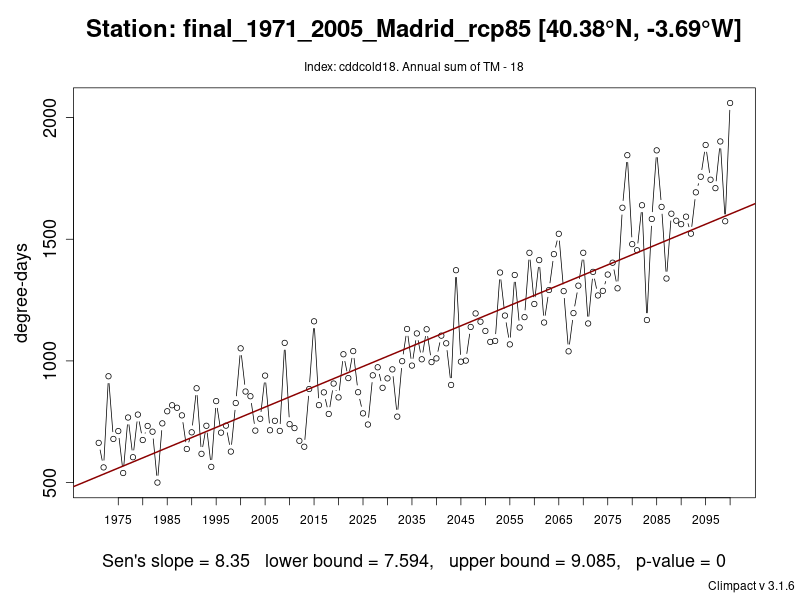 Station: final_1971_2005_Madrid_rcp85 [40.38°N, -3.69°W]
Index: cddcold18. Annual sum of TM - 18
degree-days
2000
1500
1000
500
1975 1985 1995 2005 2015 2025 2035 2045 2055 2065 2075 2085 2095
Sen's slope = 8.35 lower bound = 7.594, upper bound = 9.085, p-value = 0
Climpact v 3.1.6